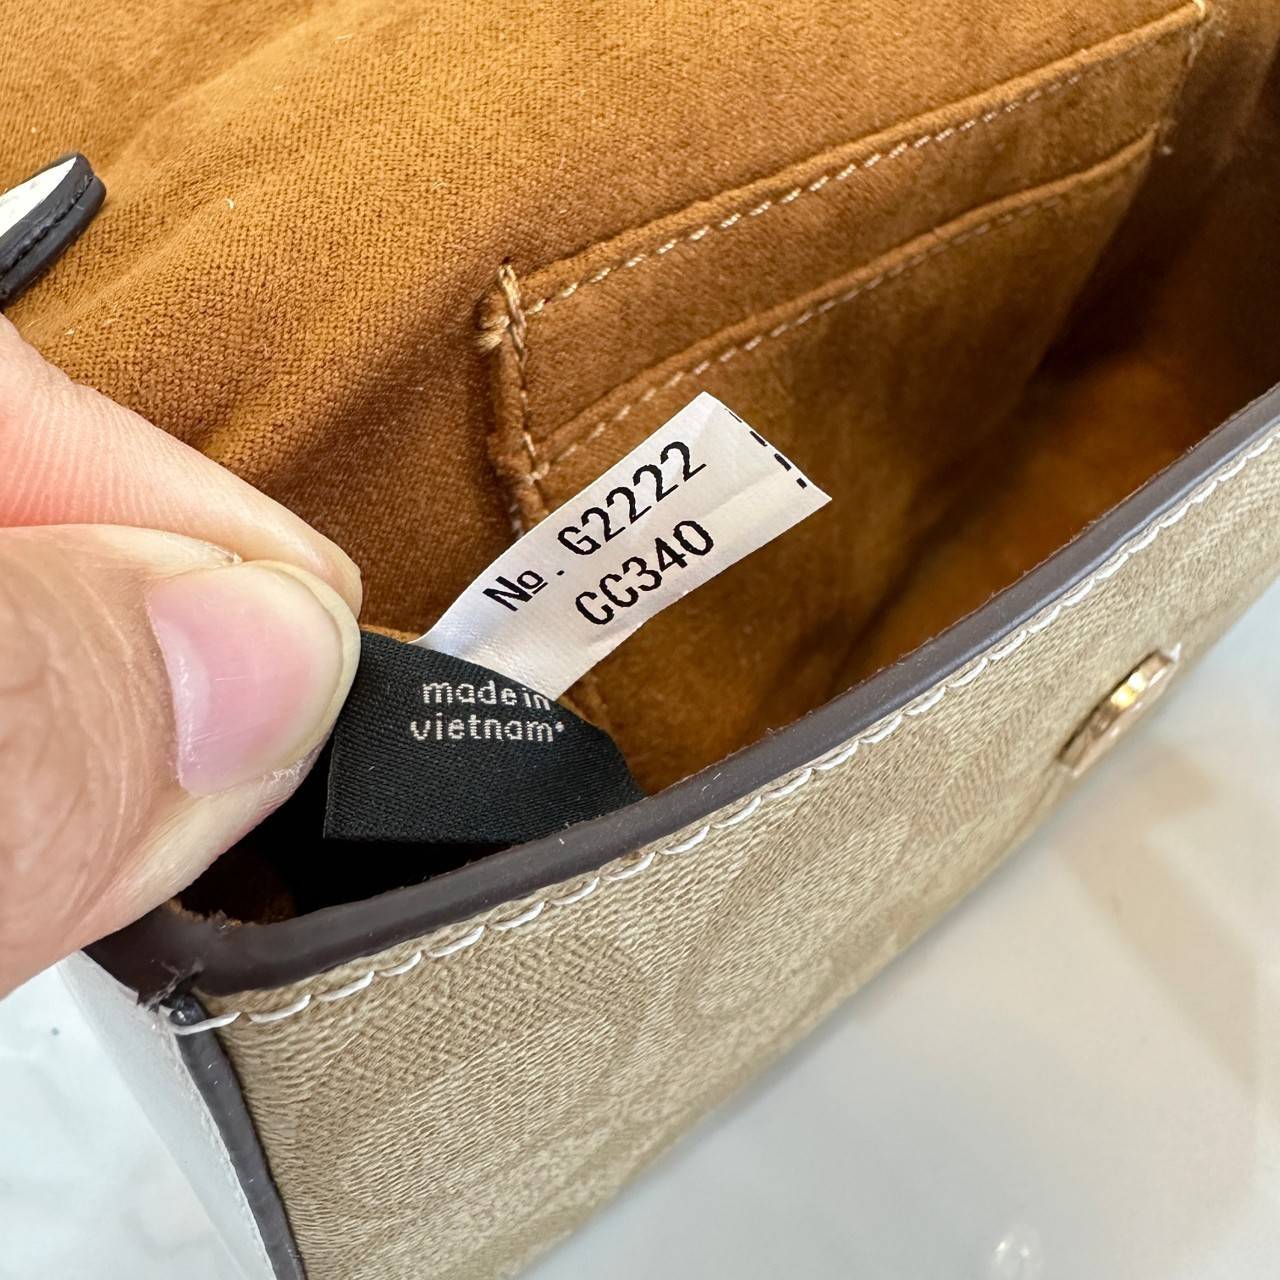 №. G2222
CC340
made in
vietnam